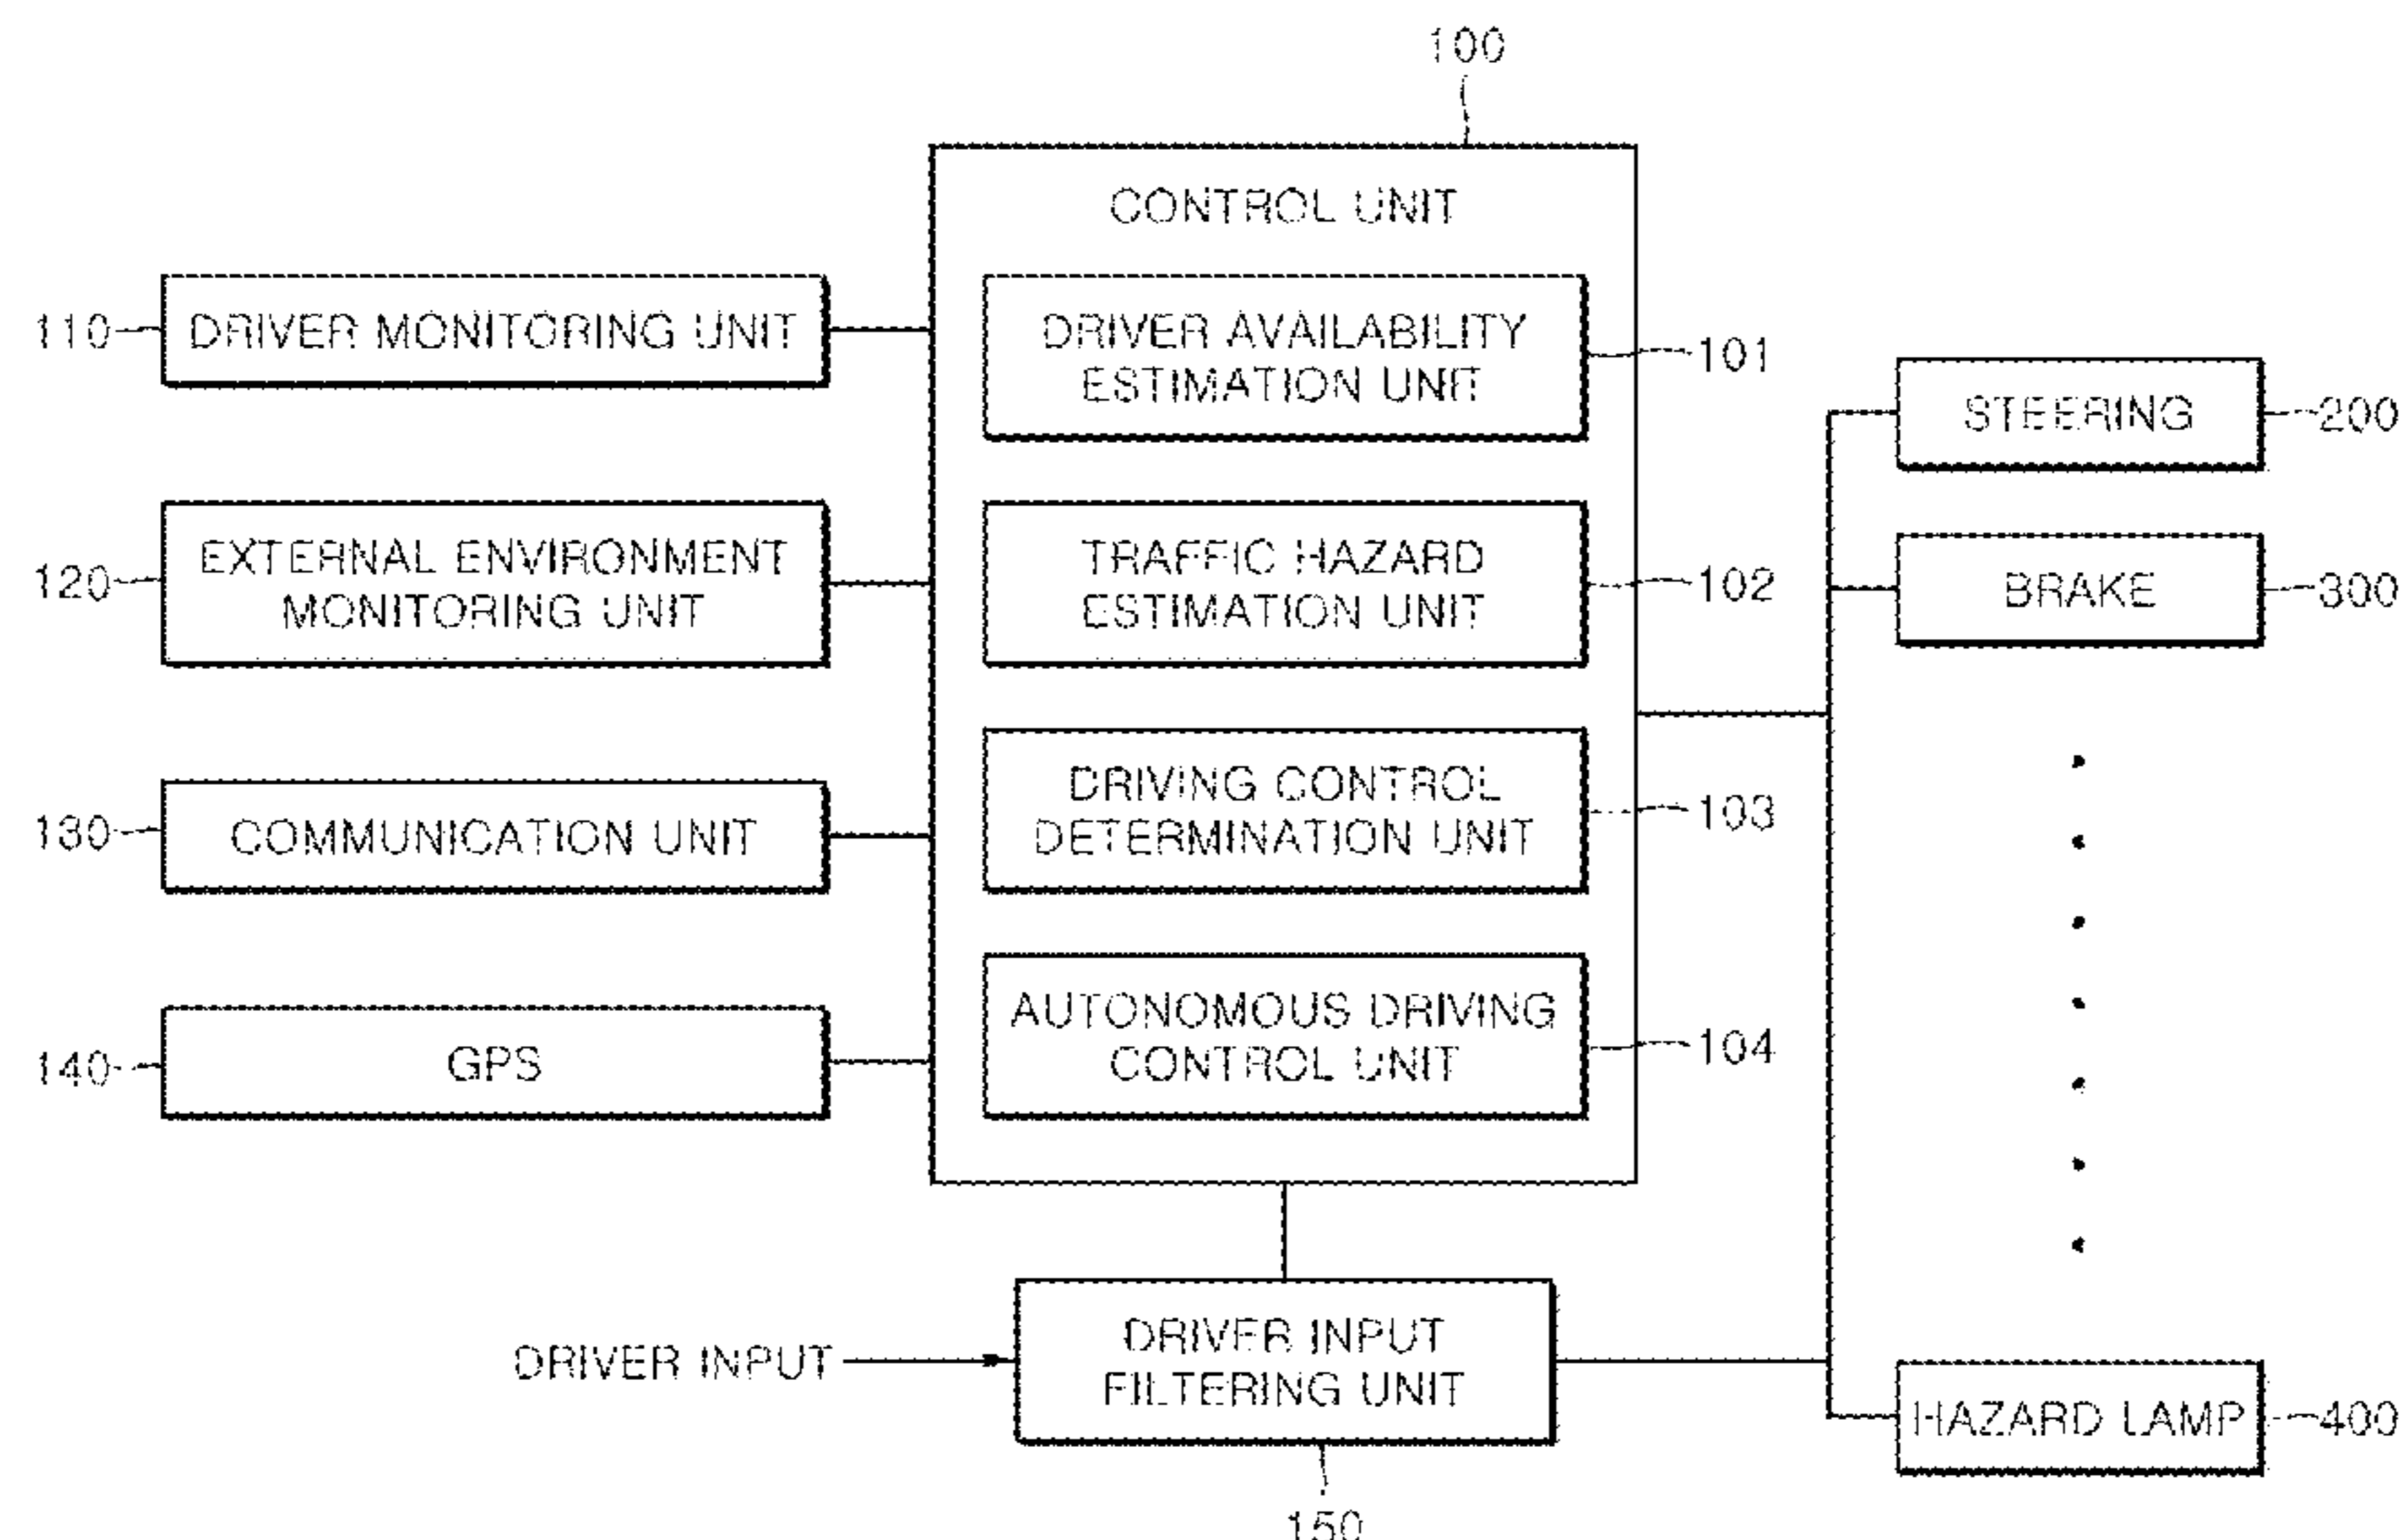 100
CONTROL UNIT
110
DRIVER MONITORING UNIT
DRIVER AVAILABILITY
ESTIMATION UNIT
101
120
EXTERNAL ENVIRONMENT
MONITORING UNIT
TRAFFIC HAZARD
ESTIMATION UNIT
102
130
COMMUNICATION UNIT
DRIVING CONTROL
DETERMINATION UNIT
103
140
GPS
AUTONOMOUS DRIVING
CONTROL UNIT
104
STEERING
200
BRAKE
300
DRIVER INPUT
DRIVER INPUT
FILTERING UNIT
150
HAZARD LAMP
400